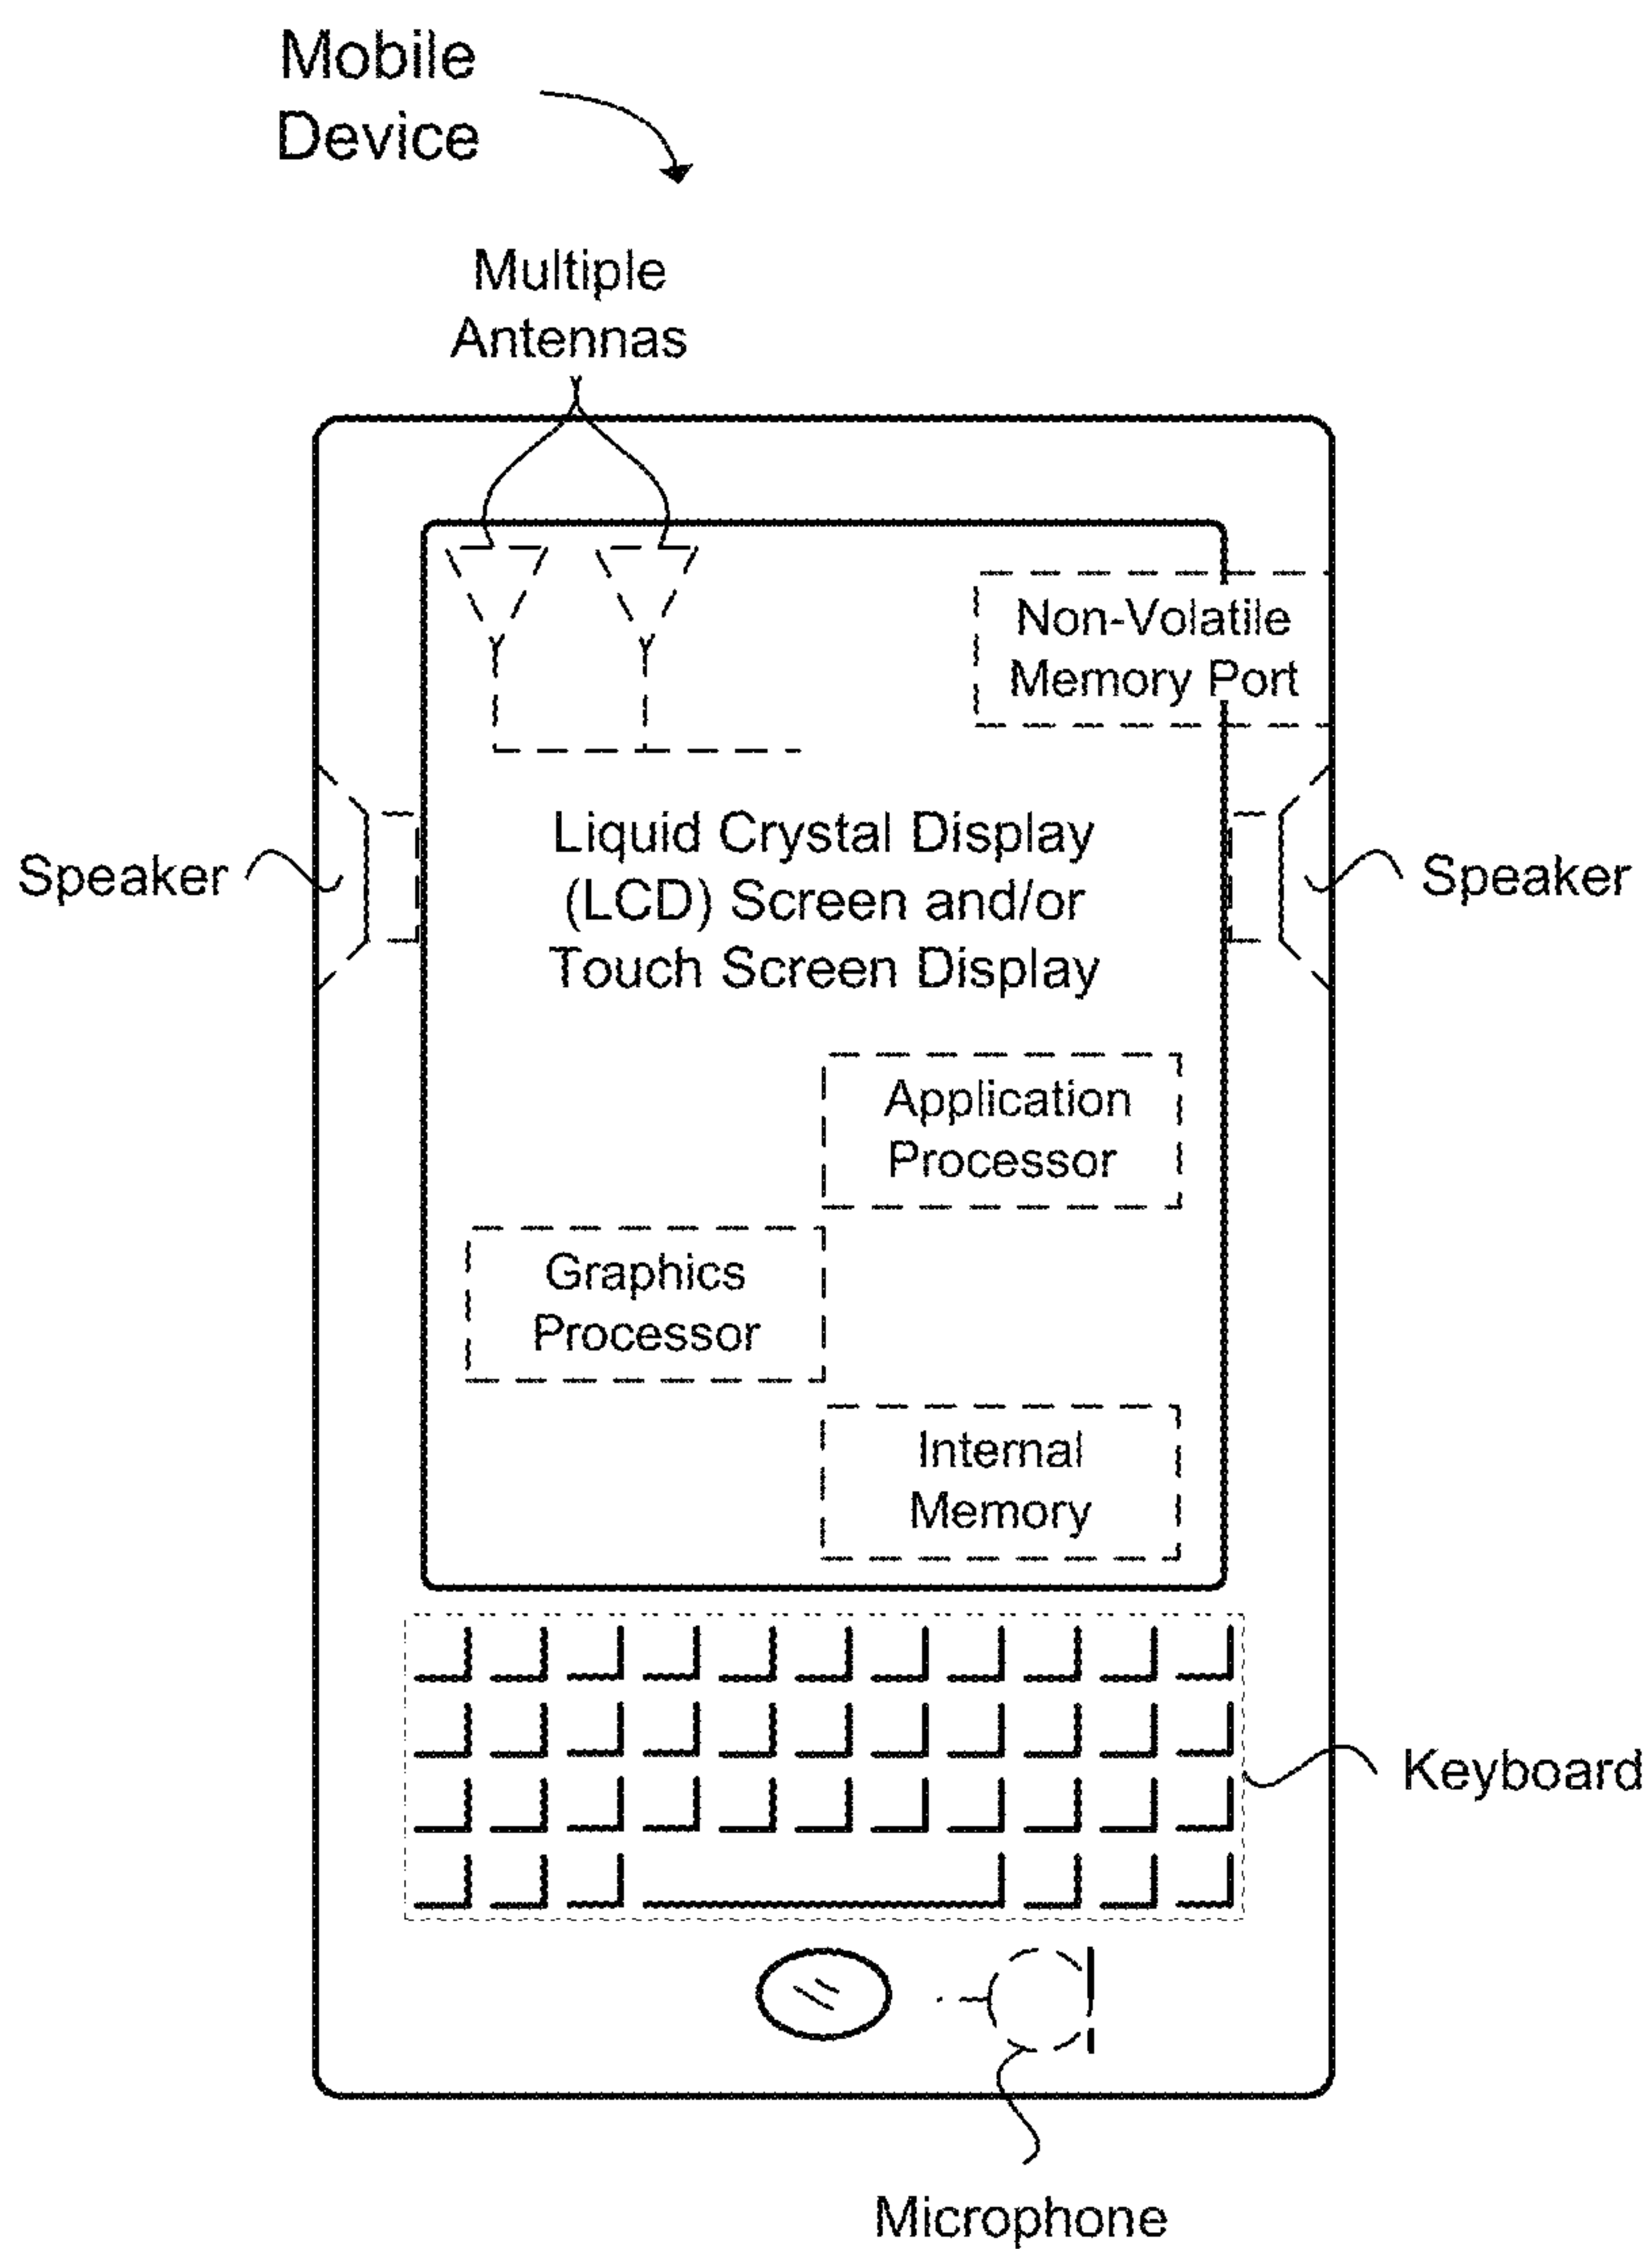 Mobile
Device
Multiple
Antennas
Non-Volatile
Memory Port
Speaker
Liquid Crystal Display
(LCD) Screen and/or
Touch Screen Display
Speaker
Application
Processor
Graphics
Processor
Internal
Memory
Keyboard
Microphone